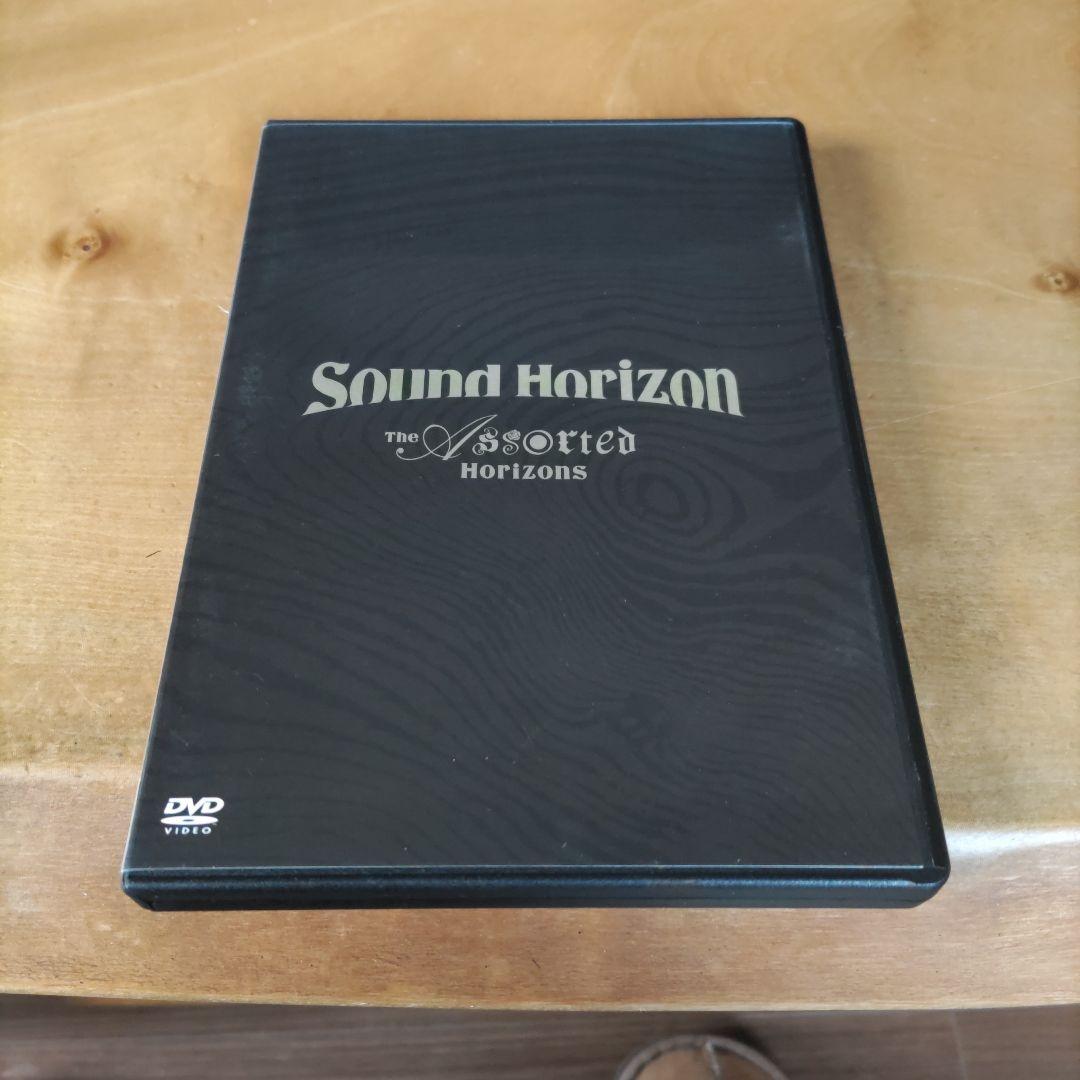 Sound Horizon
The Assorted
Horizons
DVD
VIDEO